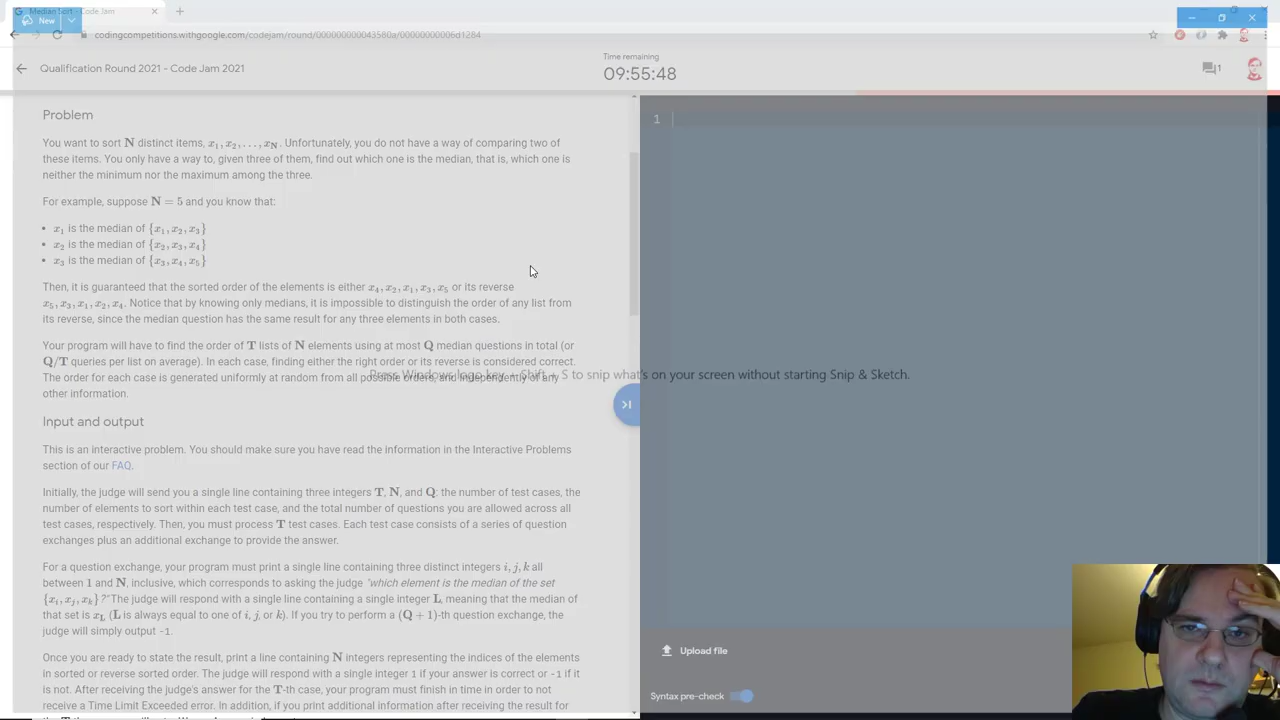 Median Sort - Code Jam
New
codingcompetitions.withgoogle.com/codejam/round/000000000043580a/00000000006d1284
Qualification Round 2021 - Code Jam 2021
Time remaining
09:55:48
1
Problem
You want to sort N distinct items, x₁, x₂, . . . , x_N. Unfortunately, you do not have a way of comparing two of
these items. You only have a way to, given three of them, find out which one is the median, that is, which one is
neither the minimum nor the maximum among the three.
For example, suppose N = 5 and you know that:
• x₁ is the median of {x₁, x₂, x₃}
• x₂ is the median of {x₂, x₃, x₄}
• x₃ is the median of {x₃, x₄, x₅}
Then, it is guaranteed that the sorted order of the elements is either x₄, x₂, x₁, x₃, x₅ or its reverse
x₅, x₃, x₁, x₂, x₄. Notice that by knowing only medians, it is impossible to distinguish the order of any list from
its reverse, since the median question has the same result for any three elements in both cases.
Your program will have to find the order of T lists of N elements using at most Q median questions in total (or
Q/T queries per list on average). In each case, finding either the right order or its reverse is considered correct.
The order for each case is generated uniformly at random from all possible orders, and independently of any
other information.
Press Windows logo key + Shift + S to snip what's on your screen without starting Snip & Sketch.
Input and output
This is an interactive problem. You should make sure you have read the information in the Interactive Problems
section of our FAQ.
Initially, the judge will send you a single line containing three integers T, N, and Q: the number of test cases, the
number of elements to sort within each test case, and the total number of questions you are allowed across all
test cases, respectively. Then, you must process T test cases. Each test case consists of a series of question
exchanges plus an additional exchange to provide the answer.
For a question exchange, your program must print a single line containing three distinct integers i, j, k all
between 1 and N, inclusive, which corresponds to asking the judge "which element is the median of the set
{xᵢ, xⱼ, xₖ}?" The judge will respond with a single line containing a single integer L, meaning that the median of
that set is x_L (L is always equal to one of i, j, or k). If you try to perform a (Q + 1)-th question exchange, the
judge will simply output -1.
Once you are ready to state the result, print a line containing N integers representing the indices of the elements
in sorted or reverse sorted order. The judge will respond with a single integer 1 if your answer is correct or -1 if it
is not. After receiving the judge's answer for the T-th case, your program must finish in time in order to not
receive a Time Limit Exceeded error. In addition, if you print additional information after receiving the result for
1
Upload file
Syntax pre-check